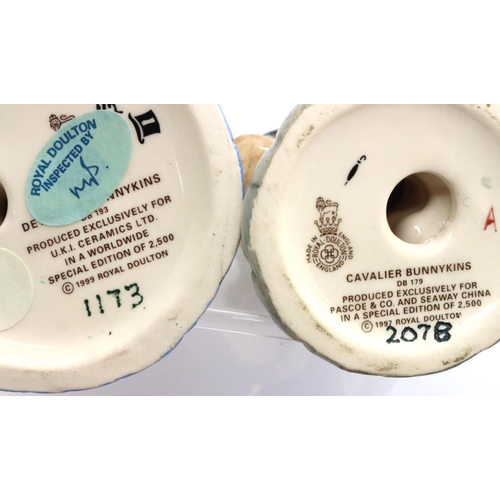 ROYAL DOULTON
INSPECTED BY
DB 193
PRODUCED EXCLUSIVELY FOR
U.K.I. CERAMICS LTD.
IN A WORLDWIDE
SPECIAL EDITION OF 2,500
© 1999 ROYAL DOULTON
1173
MADE IN ENGLAND
ROYAL DOULTON
ENGLAND
A
CAVALIER BUNNYKINS
DB 179
PRODUCED EXCLUSIVELY FOR
PASCOE & CO. AND SEAWAY CHINA
IN A SPECIAL EDITION OF 2,500
© 1997 ROYAL DOULTON
2078